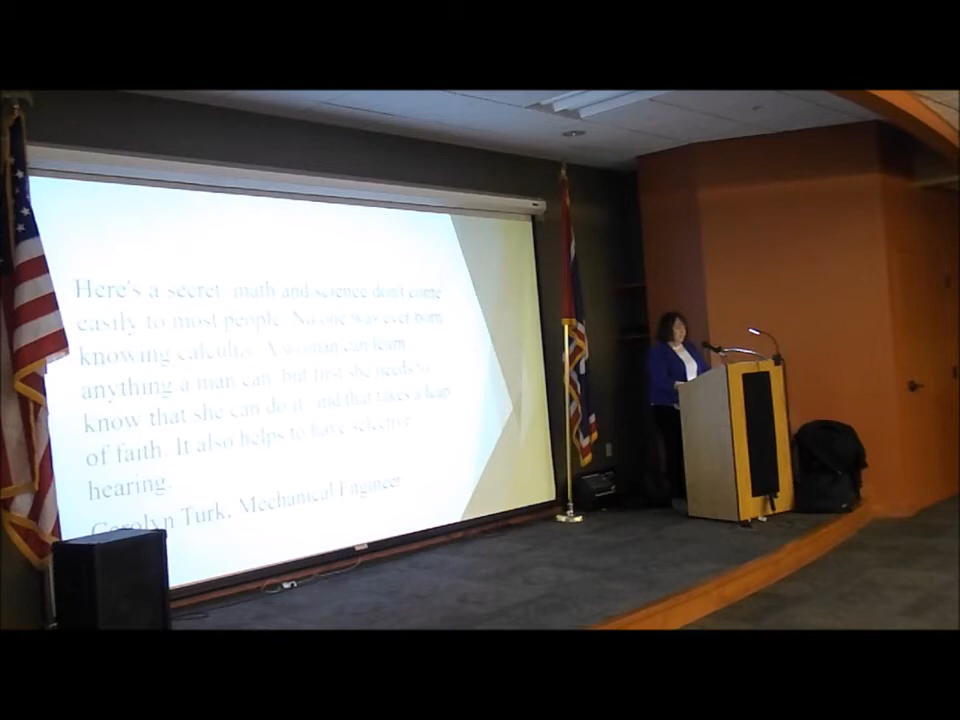 Here's a secret: math and science don't come
easily to most people. No one was ever born
knowing calculus. A woman can learn
anything a man can, but first she needs to
know that she can do it, and that takes a leap
of faith. It also helps to have selective
hearing.
Carolyn Turk, Mechanical Engineer